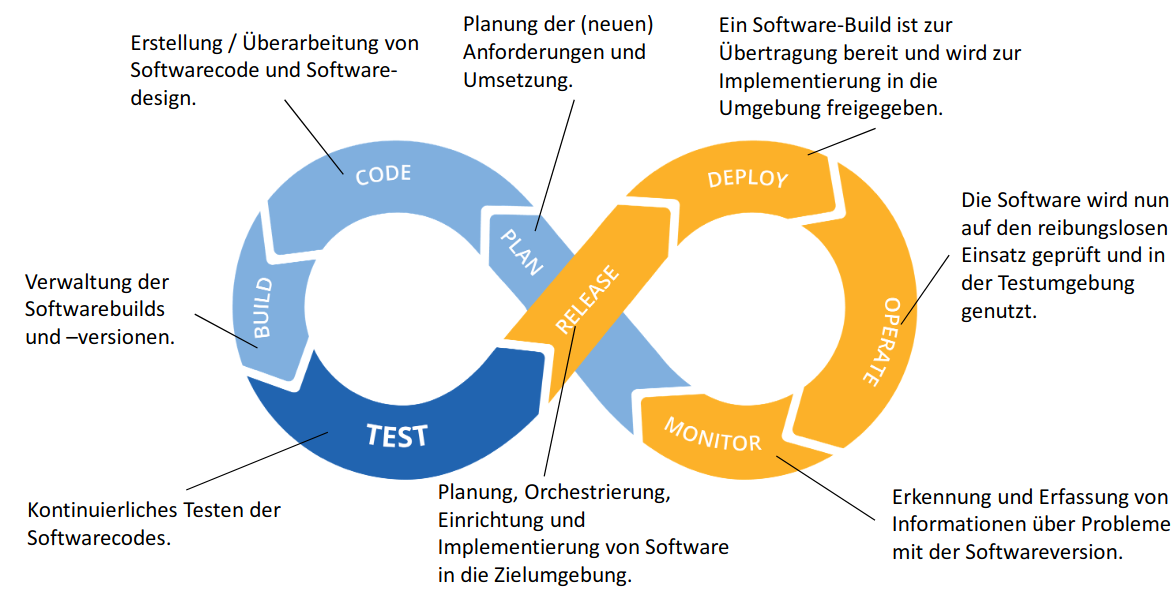 Erstellung / Überarbeitung von
Softwarecode und Software-
design.
Planung der (neuen)
Anforderungen und
Umsetzung.
Ein Software-Build ist zur
Übertragung bereit und wird zur
Implementierung in die
Umgebung freigegeben.
CODE
DEPLOY
PLAN
Die Software wird nun
auf den reibungslosen
Einsatz geprüft und in
der Testumgebung
genutzt.
Verwaltung der
Softwarebuilds
und –versionen.
BUILD
RELEASE
OPERATE
TEST
MONITOR
Kontinuierliches Testen der
Softwarecodes.
Planung, Orchestrierung,
Einrichtung und
Implementierung von Software
in die Zielumgebung.
Erkennung und Erfassung von
Informationen über Probleme
mit der Softwareversion.